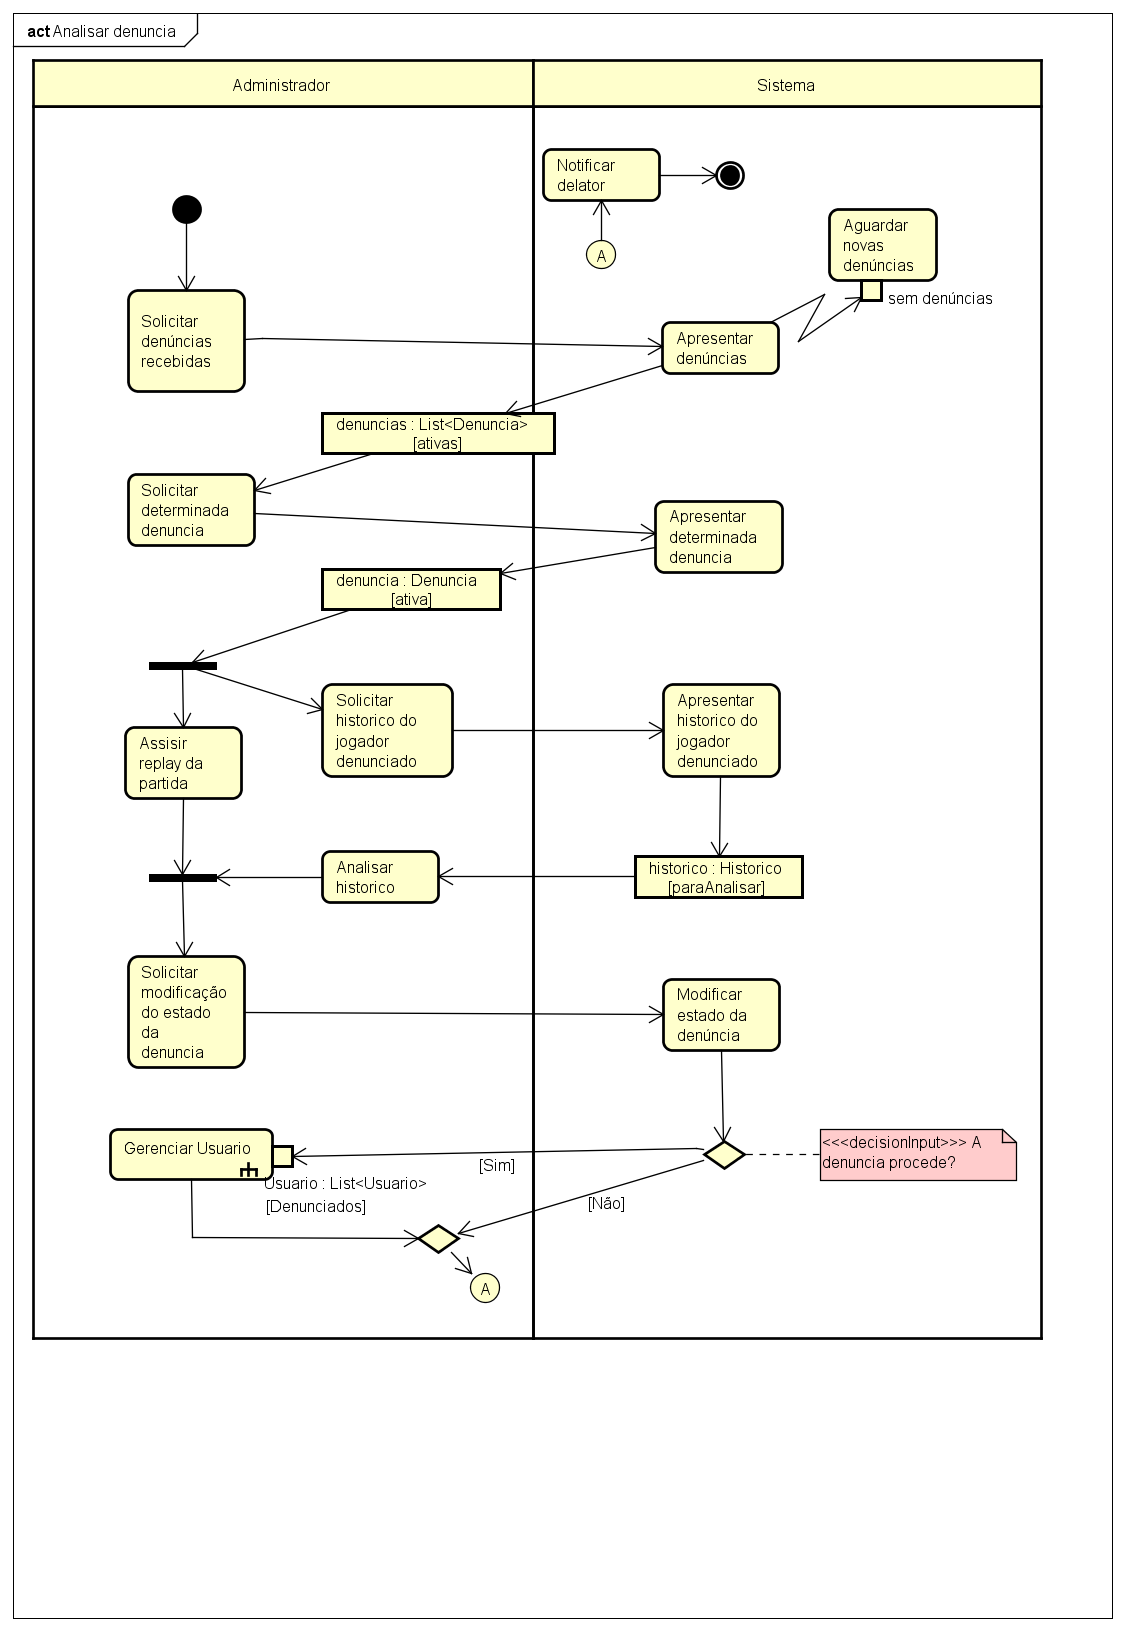 act Analisar denuncia
Administrador
Sistema
Notificar
delator
A
Aguardar
novas
denúncias
sem denúncias
Solicitar
denúncias
recebidas
Apresentar
denúncias
denuncias : List<Denuncia>
[ativas]
Solicitar
determinada
denuncia
Apresentar
determinada
denuncia
denuncia : Denuncia
[ativa]
Solicitar
historico do
jogador
denunciado
Apresentar
historico do
jogador
denunciado
Assisir
replay da
partida
Analisar
historico
historico : Historico
[paraAnalisar]
Solicitar
modificação
do estado
da
denuncia
Modificar
estado da
denúncia
Gerenciar Usuario
Usuario : List<Usuario>
[Denunciados]
[Sim]
[Não]
<<<decisionInput>>> A
denuncia procede?
A